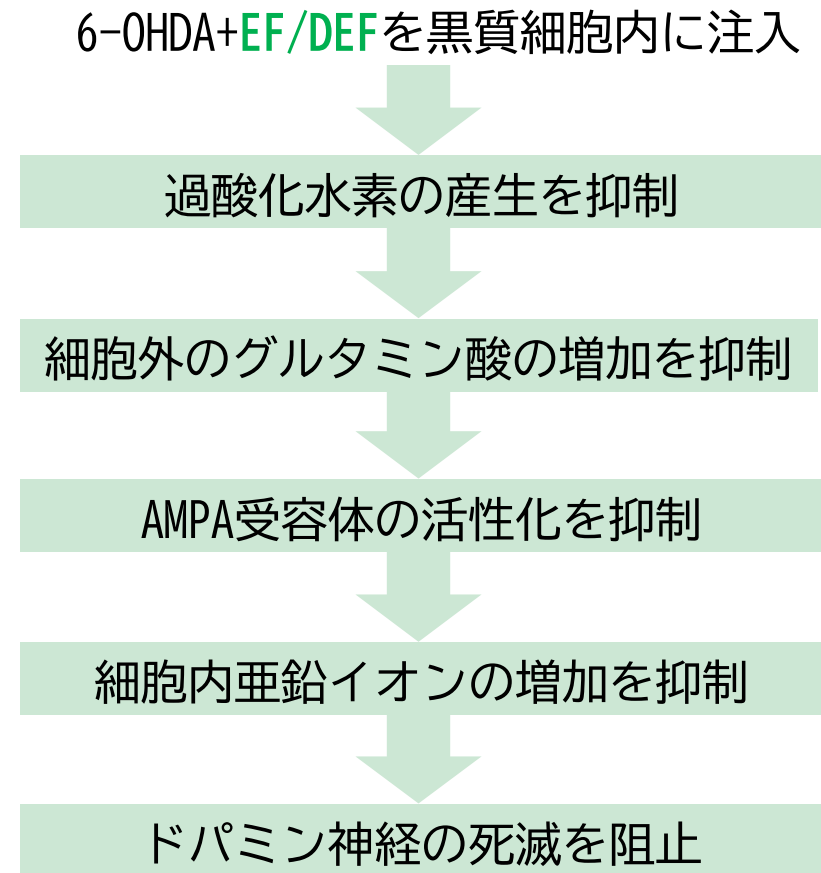 6-OHDA+EF/DEFを黒質細胞内に注入
過酸化水素の産生を抑制
細胞外のグルタミン酸の増加を抑制
AMPA受容体の活性化を抑制
細胞内亜鉛イオンの増加を抑制
ドパミン神経の死滅を阻止